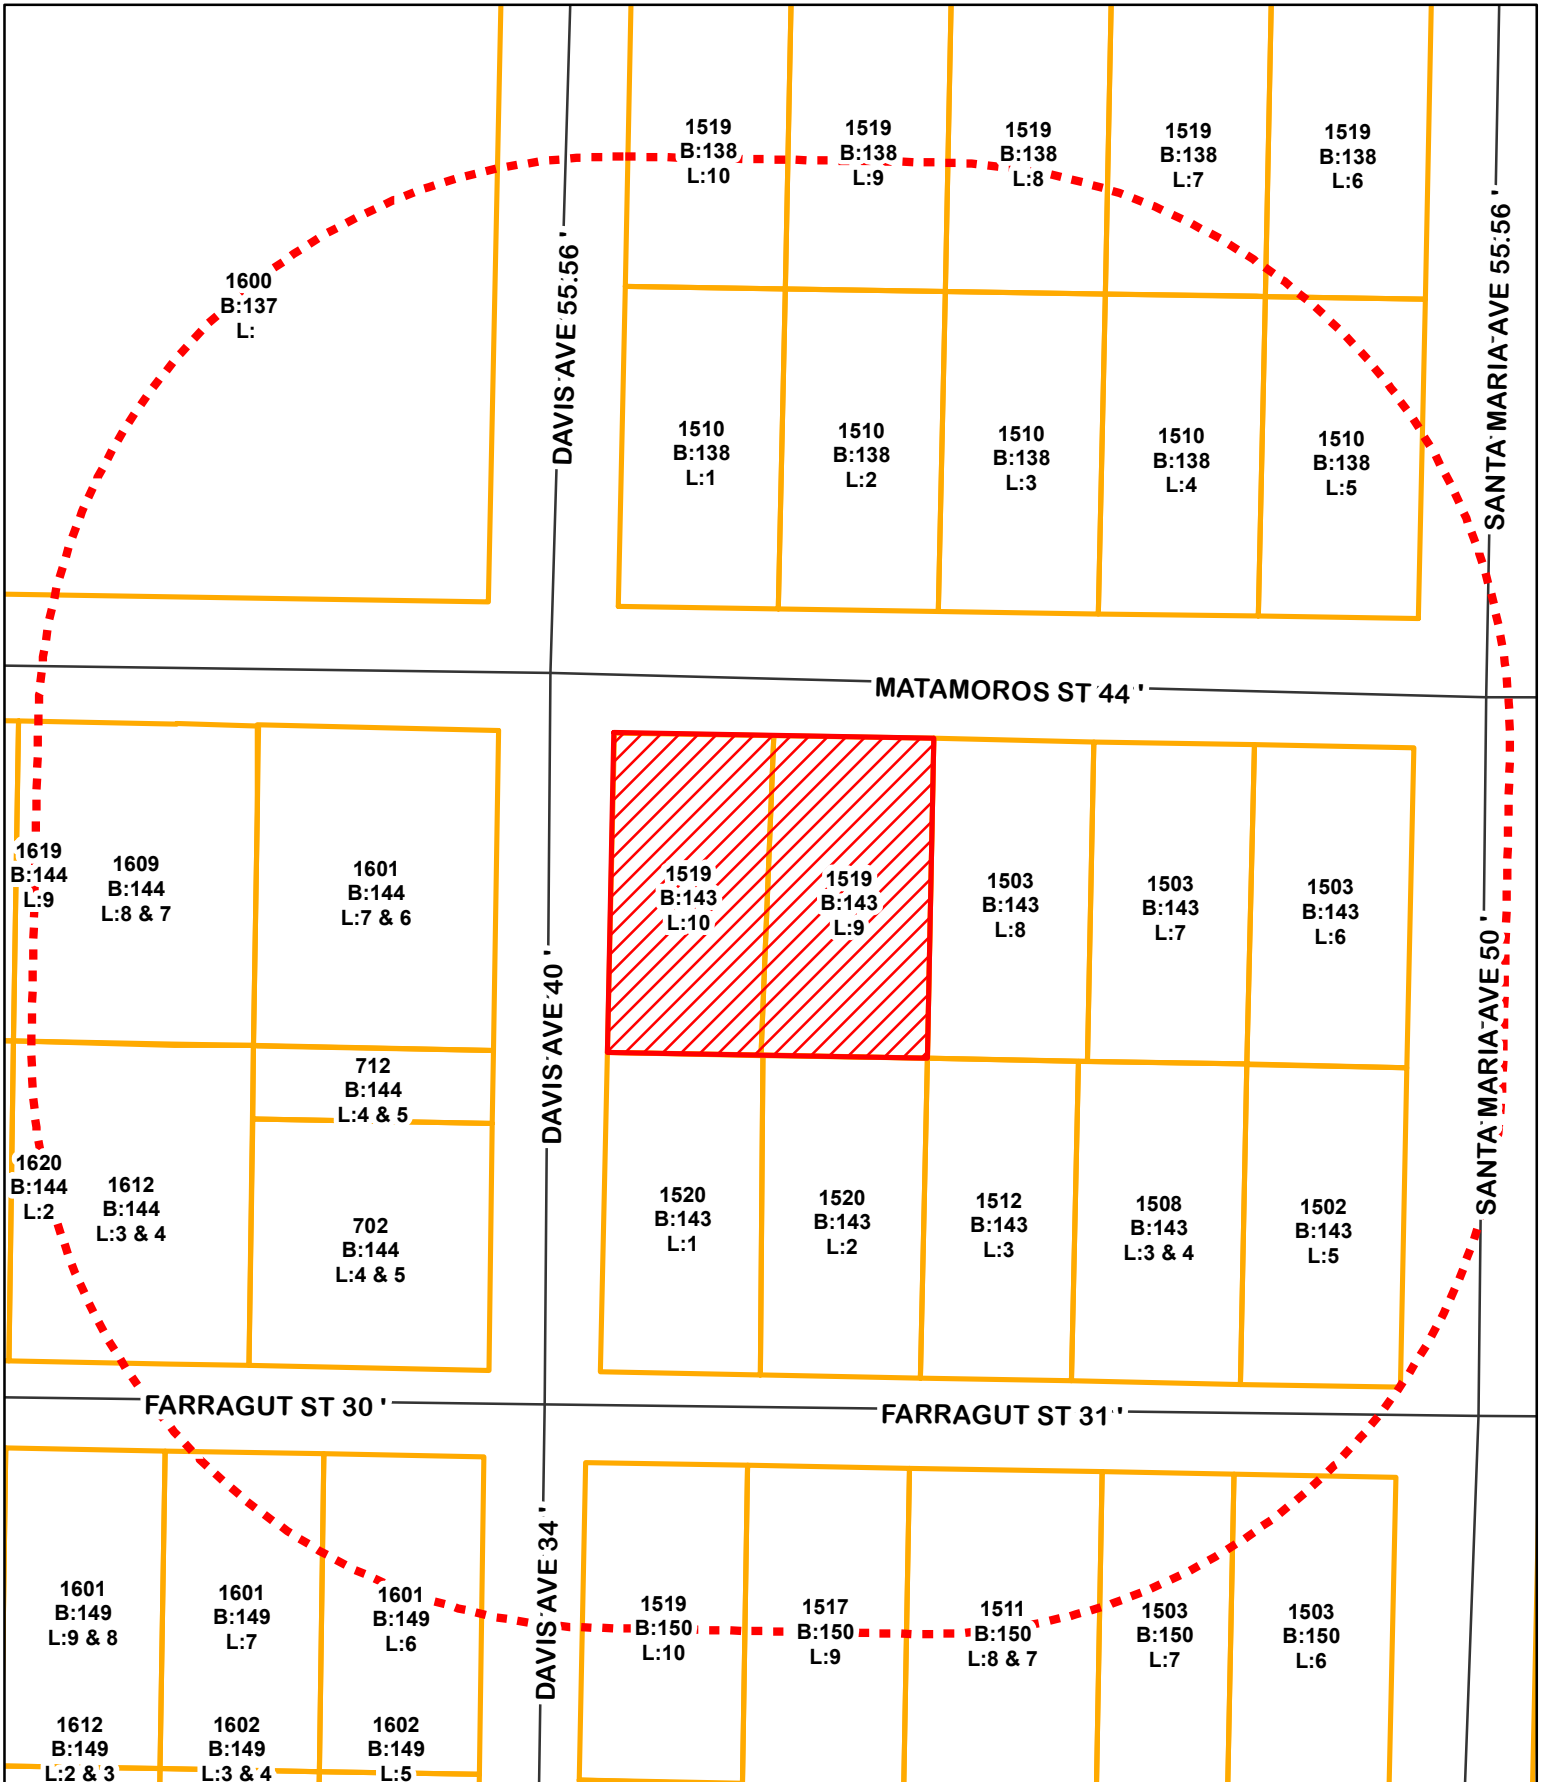 1519
B:138
L:10
1519
B:138
L:9
1519
B:138
L:8
1519
B:138
L:7
1519
B:138
L:6
1600
B:137
L:
DAVIS AVE 55.56 '
SANTA MARIA AVE 55.56 '
1510
B:138
L:1
1510
B:138
L:2
1510
B:138
L:3
1510
B:138
L:4
1510
B:138
L:5
MATAMOROS ST 44 '
1619
B:144
L:9
1609
B:144
L:8 & 7
1601
B:144
L:7 & 6
1519
B:143
L:10
1519
B:143
L:9
1503
B:143
L:8
1503
B:143
L:7
1503
B:143
L:6
DAVIS AVE 40 '
SANTA MARIA AVE 50 '
712
B:144
L:4 & 5
1620
B:144
L:2
1612
B:144
L:3 & 4
702
B:144
L:4 & 5
1520
B:143
L:1
1520
B:143
L:2
1512
B:143
L:3
1508
B:143
L:3 & 4
1502
B:143
L:5
FARRAGUT ST 30 '
FARRAGUT ST 31 '
DAVIS AVE 34 '
1601
B:149
L:9 & 8
1601
B:149
L:7
1601
B:149
L:6
1519
B:150
L:10
1517
B:150
L:9
1511
B:150
L:8 & 7
1503
B:150
L:7
1503
B:150
L:6
1612
B:149
L:2 & 3
1602
B:149
L:3 & 4
1602
B:149
L:5